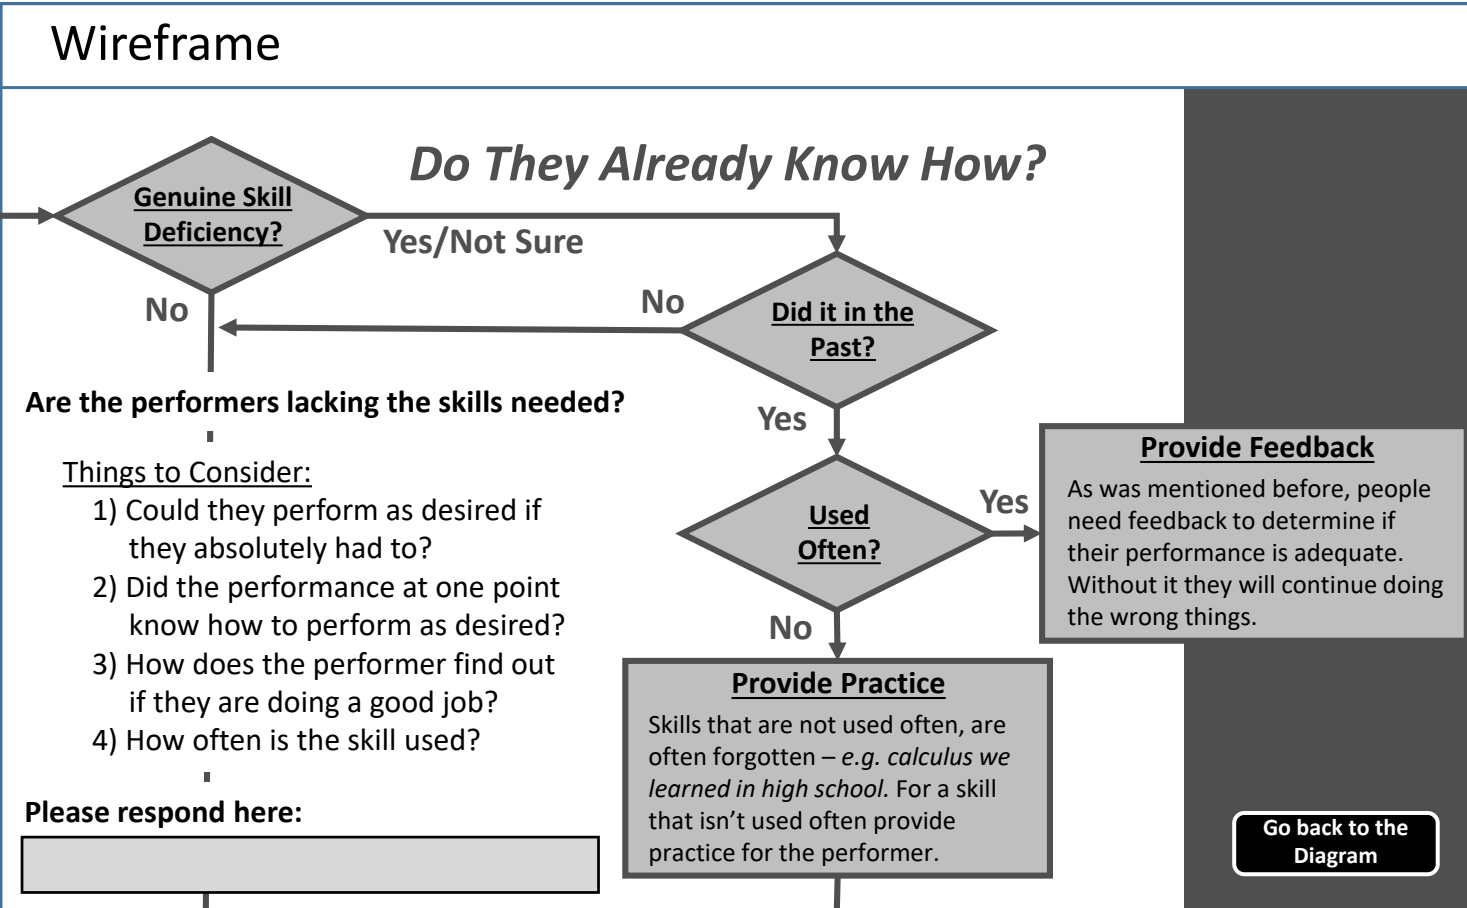 Wireframe
Do They Already Know How?
Genuine Skill
Deficiency?
Yes/Not Sure
No
No
Did it in the
Past?
Yes
Are the performers lacking the skills needed?
Things to Consider:
1) Could they perform as desired if
they absolutely had to?
2) Did the performance at one point
know how to perform as desired?
3) How does the performer find out
if they are doing a good job?
4) How often is the skill used?
Please respond here:
Used
Often?
Yes
No
Provide Feedback
As was mentioned before, people
need feedback to determine if
their performance is adequate.
Without it they will continue doing
the wrong things.
Provide Practice
Skills that are not used often, are
often forgotten – e.g. calculus we
learned in high school. For a skill
that isn’t used often provide
practice for the performer.
Go back to the
Diagram